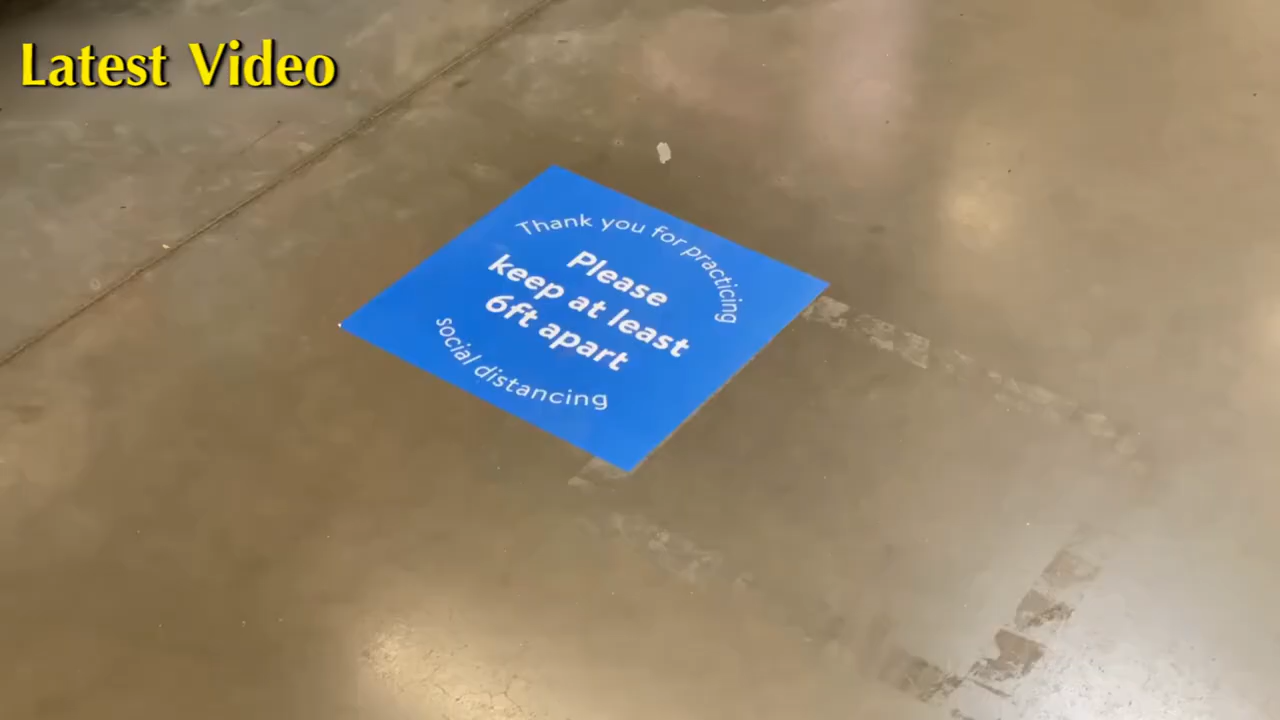 Latest Video
Thank you for practicing
Please
keep at least
6ft apart
social distancing